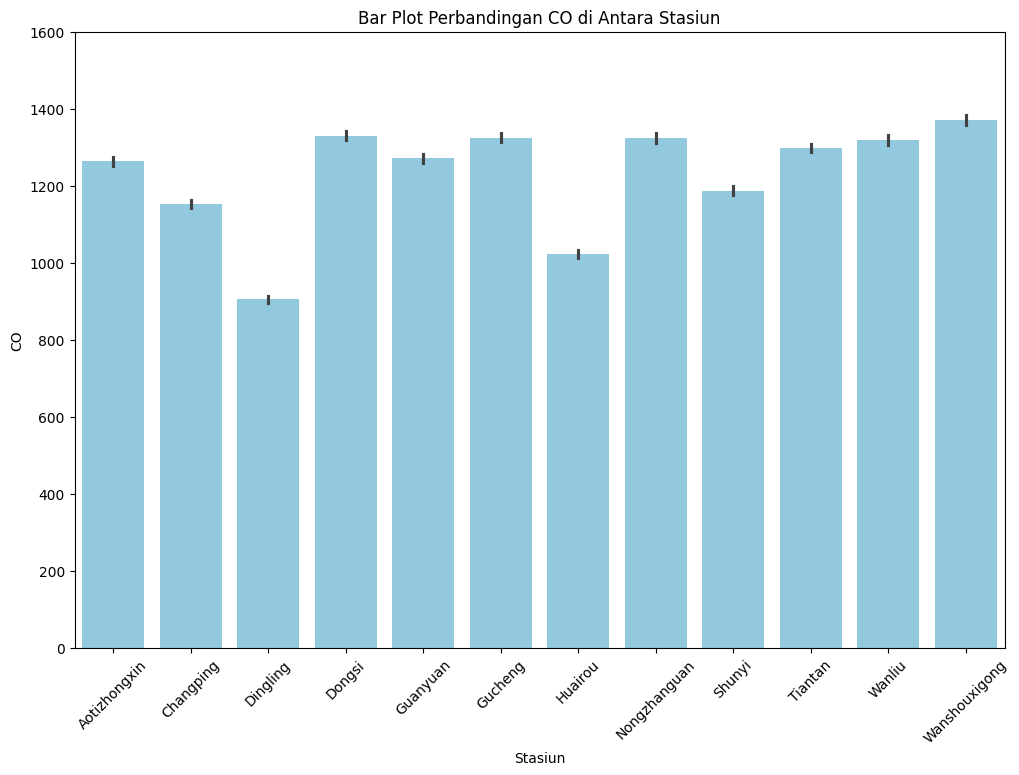 Bar Plot Perbandingan CO di Antara Stasiun
1600
1400
1200
1000
800
600
400
200
0
CO
Aotizhongxin
Changping
Dingling
Dongsi
Guanyuan
Gucheng
Huairou
Nongzhanguan
Shunyi
Tiantan
Wanliu
Wanshouxigong
Stasiun